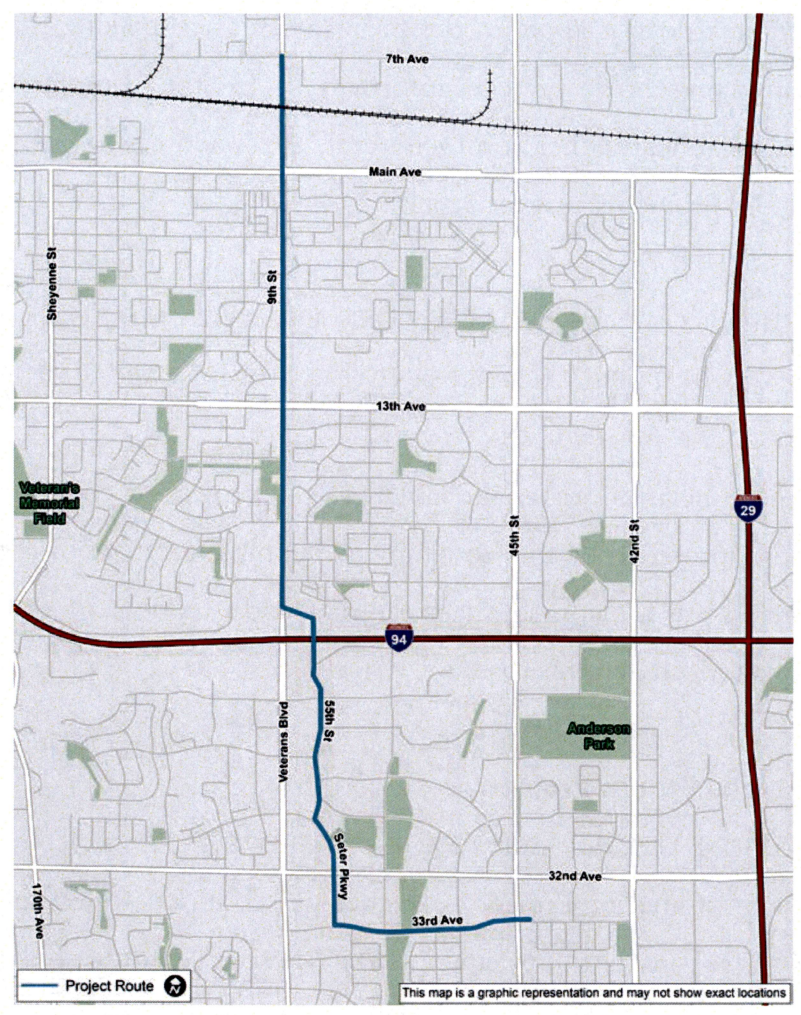 7th Ave
Main Ave
Sheyenne St
9th St
13th Ave
Veteran's
Memorial
Field
45th St
42nd St
29
94
Veterans Blvd
55th St
Anderson
Park
Seter Pkwy
32nd Ave
170th Ave
33rd Ave
Project Route
N
This map is a graphic representation and may not show exact locations